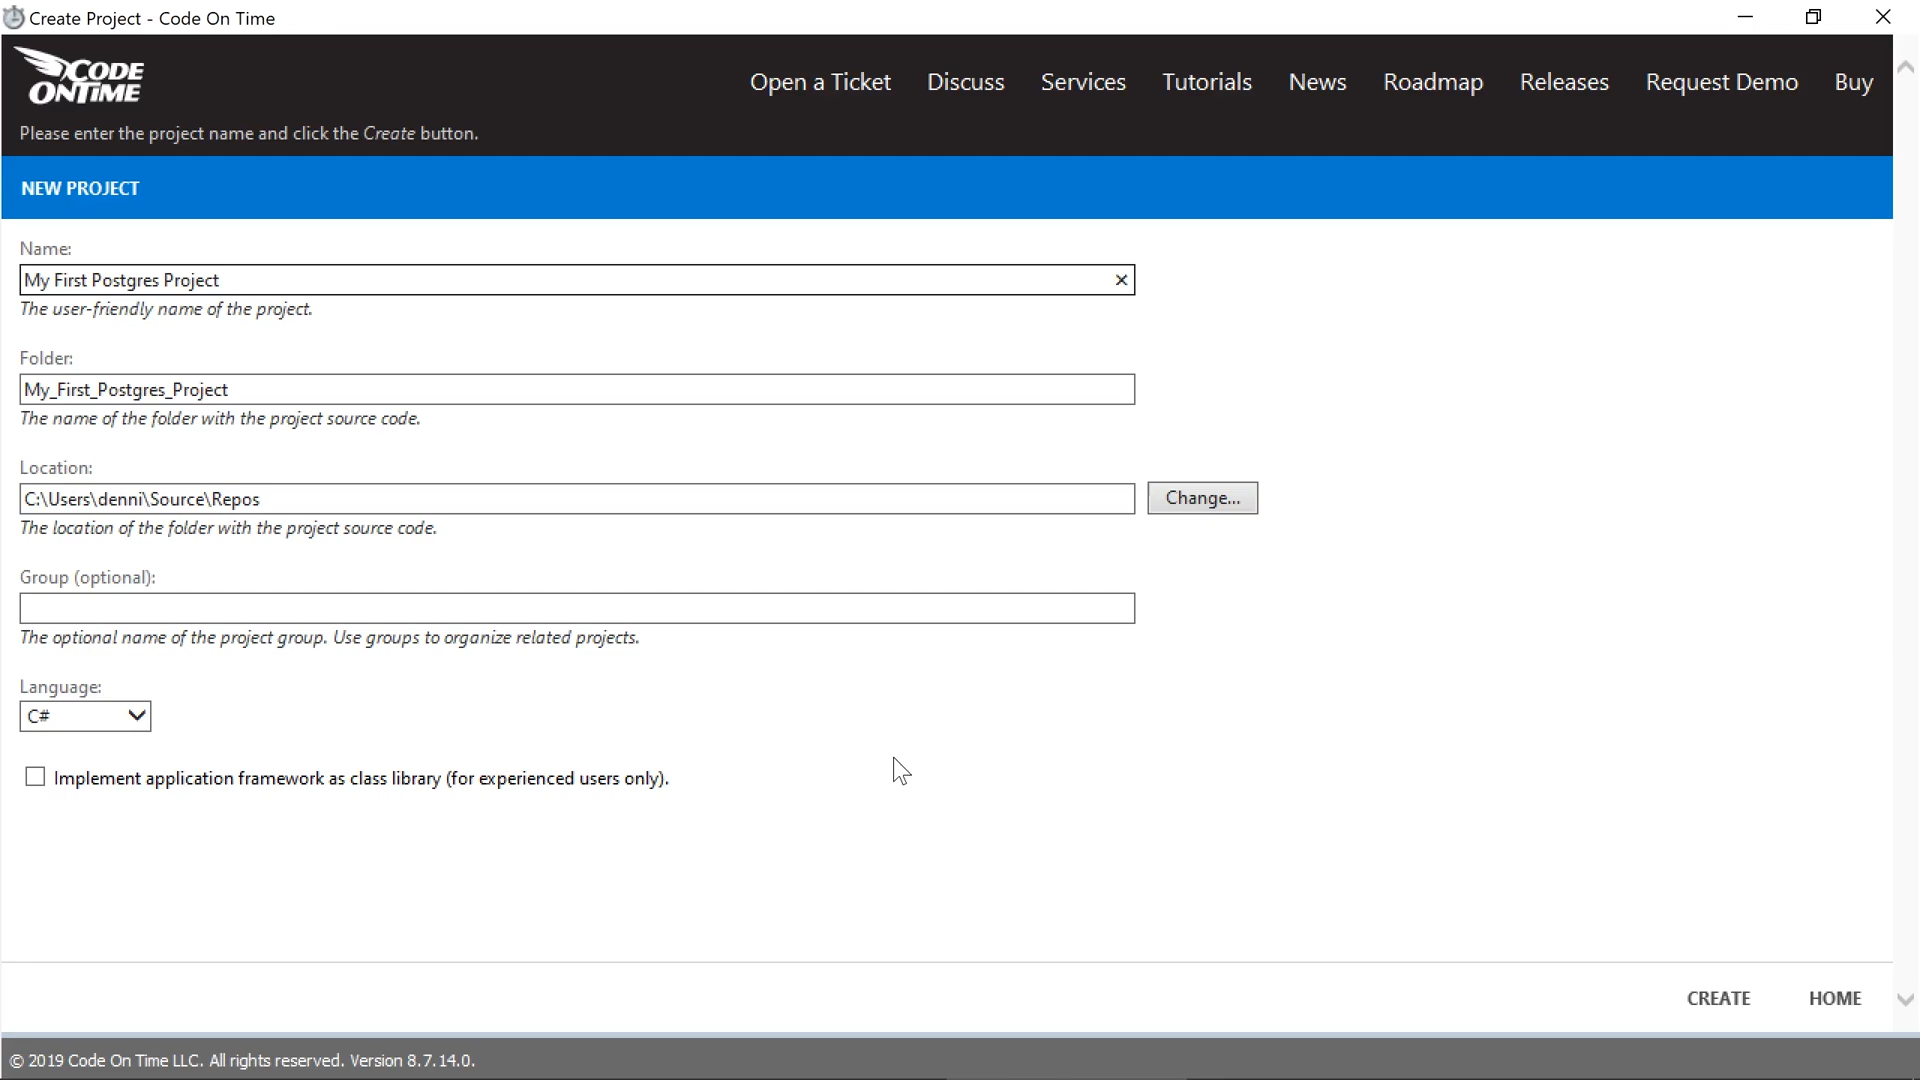 Create Project - Code On Time
CODE
ONTIME
Open a Ticket Discuss Services Tutorials News Roadmap Releases Request Demo Buy
Please enter the project name and click the Create button.
NEW PROJECT
Name:
My First Postgres Project
The user-friendly name of the project.
Folder:
My_First_Postgres_Project
The name of the folder with the project source code.
Location:
C:\Users\denni\Source\Repos
Change...
The location of the folder with the project source code.
Group (optional):
The optional name of the project group. Use groups to organize related projects.
Language:
C#
Implement application framework as class library (for experienced users only).
CREATE HOME
© 2019 Code On Time LLC. All rights reserved. Version 8.7.14.0.